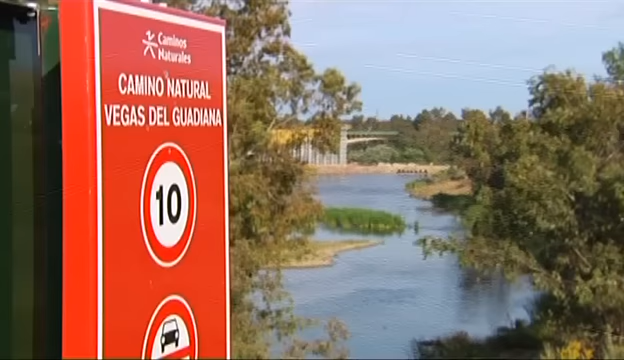 Caminos
Naturales
CAMINO NATURAL
VEGAS DEL GUADIANA
10